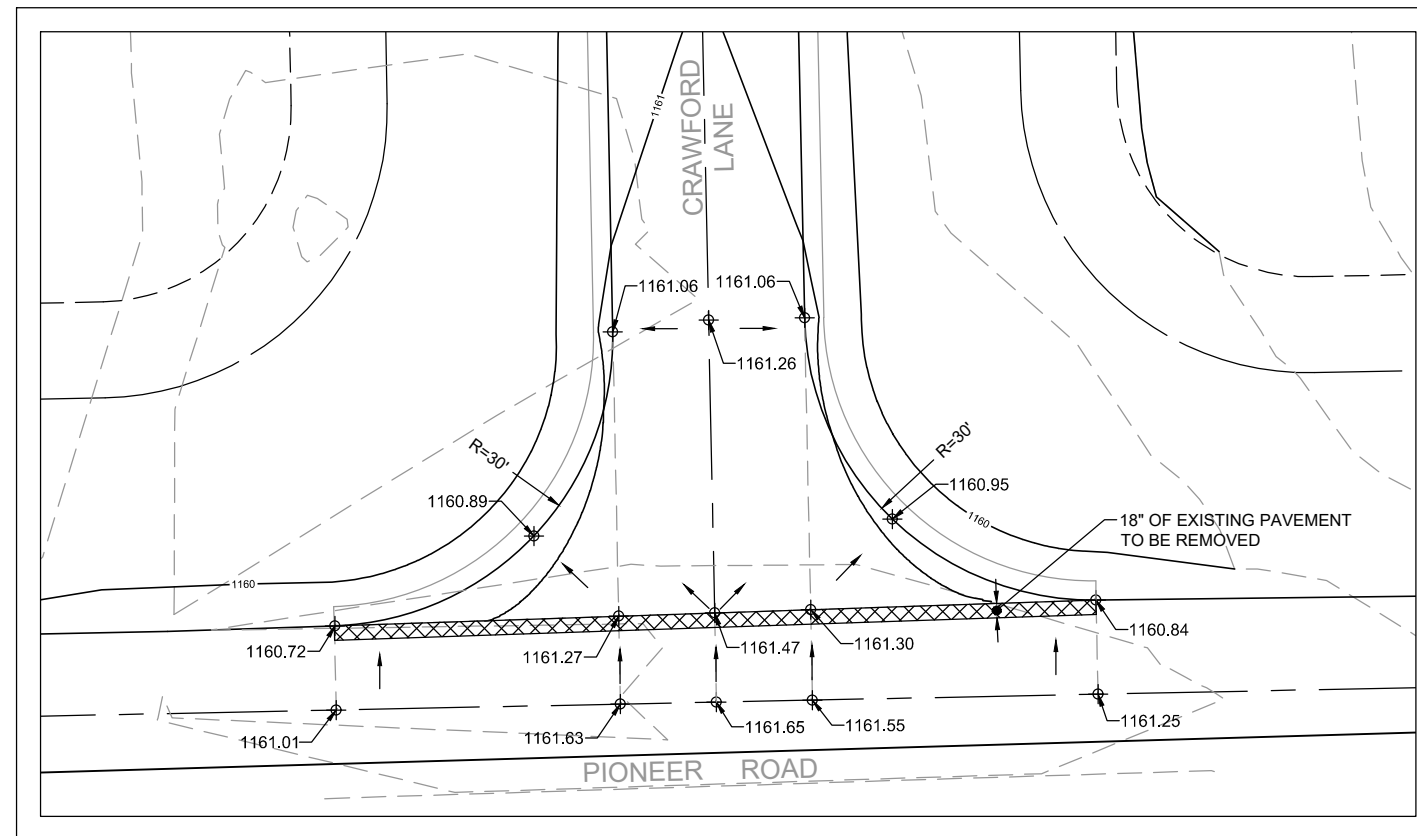 CRAWFORD
LANE
1161
1161.06
1161.06
1161.26
R=30'
R=30'
1160.89
1160.95
1160
18" OF EXISTING PAVEMENT
TO BE REMOVED
1160
1160.72
1161.27
1161.47
1161.30
1160.84
1161.01
1161.63
1161.65
1161.55
1161.25
PIONEER ROAD